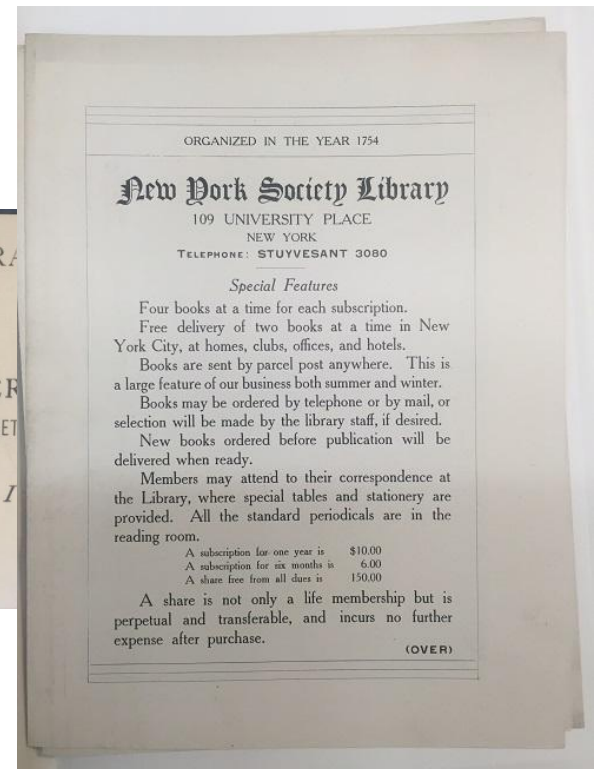 ORGANIZED IN THE YEAR 1754
New York Society Library
109 UNIVERSITY PLACE
NEW YORK
TELEPHONE: STUYVESANT 3080
Special Features
Four books at a time for each subscription.
Free delivery of two books at a time in New
York City, at homes, clubs, offices, and hotels.
Books are sent by parcel post anywhere. This is
a large feature of our business both summer and winter.
Books may be ordered by telephone or by mail, or
selection will be made by the library staff, if desired.
New books ordered before publication will be
delivered when ready.
Members may attend to their correspondence at
the Library, where special tables and stationery are
provided. All the standard periodicals are in the
reading room.
A subscription for one year is $10.00
A subscription for six months is 6.00
A share free from all dues is 150.00
A share is not only a life membership but is
perpetual and transferable, and incurs no further
expense after purchase.
(OVER)